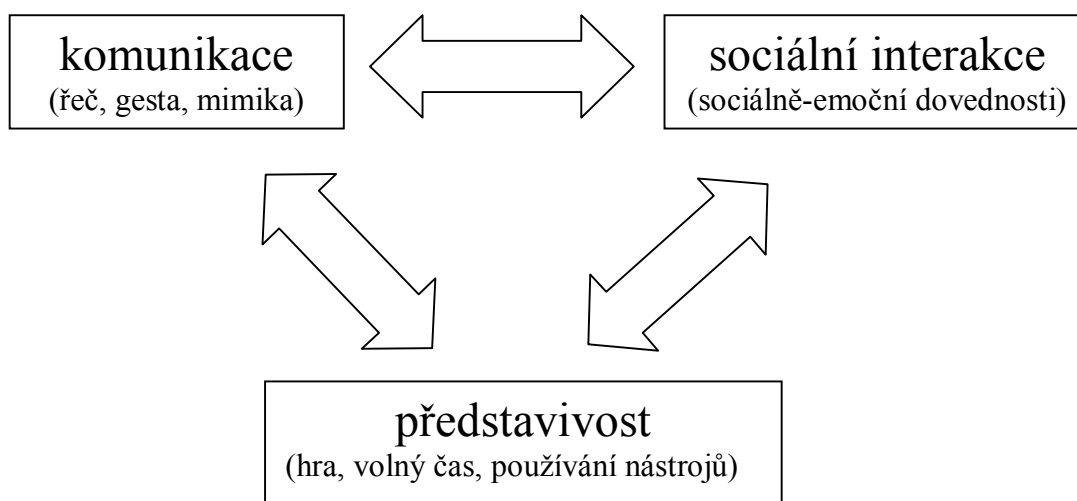 komunikace
(řeč, gesta, mimika)
sociální interakce
(sociálně-emoční dovednosti)
představivost
(hra, volný čas, používání nástrojů)